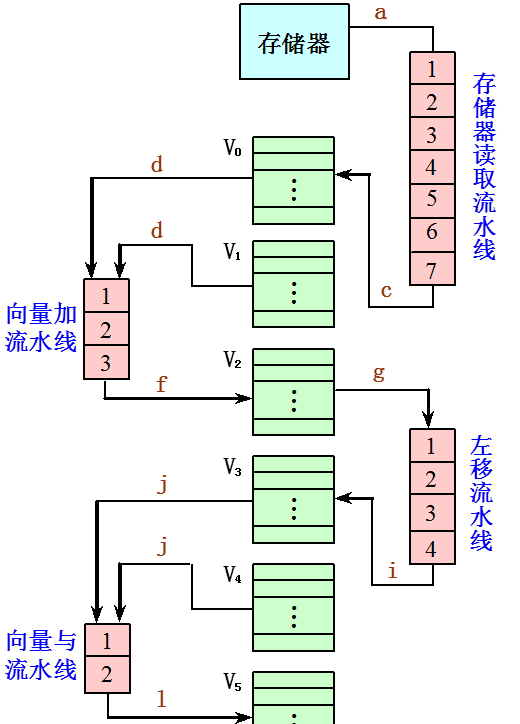 a
存储器
1
2
3
4
5
6
7
存储器读取流水线
V₀
⋮
d
c
V₁
⋮
d
向量加
流水线
1
2
3
f
V₂
⋮
g
1
2
3
4
左移流水线
V₃
⋮
j
i
V₄
⋮
j
向量与
流水线
1
2
V₅
⋮
l